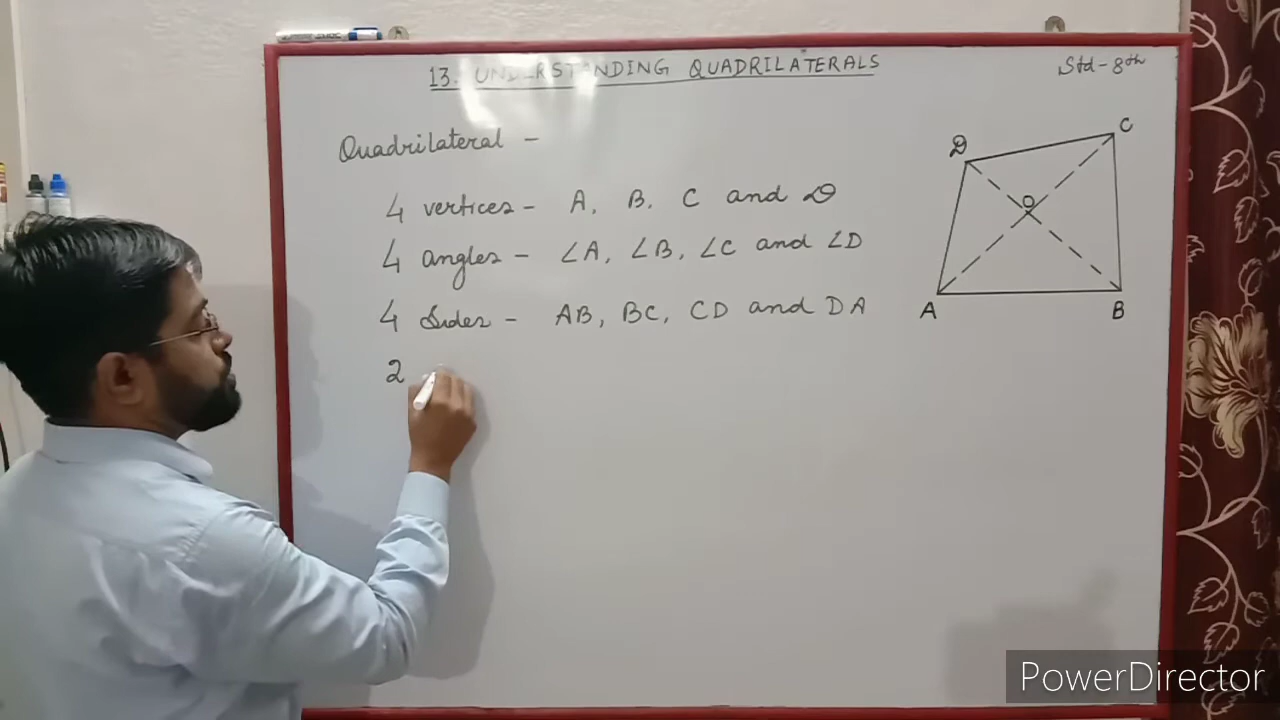 13. UNDERSTANDING QUADRILATERALS
Std - 8th
Quadrilateral -
4 vertices - A, B. C and D
4 angles - ∠A, ∠B, ∠C and ∠D
4 Sides - AB, BC, CD and DA
2
D
C
O
A
B
PowerDirector